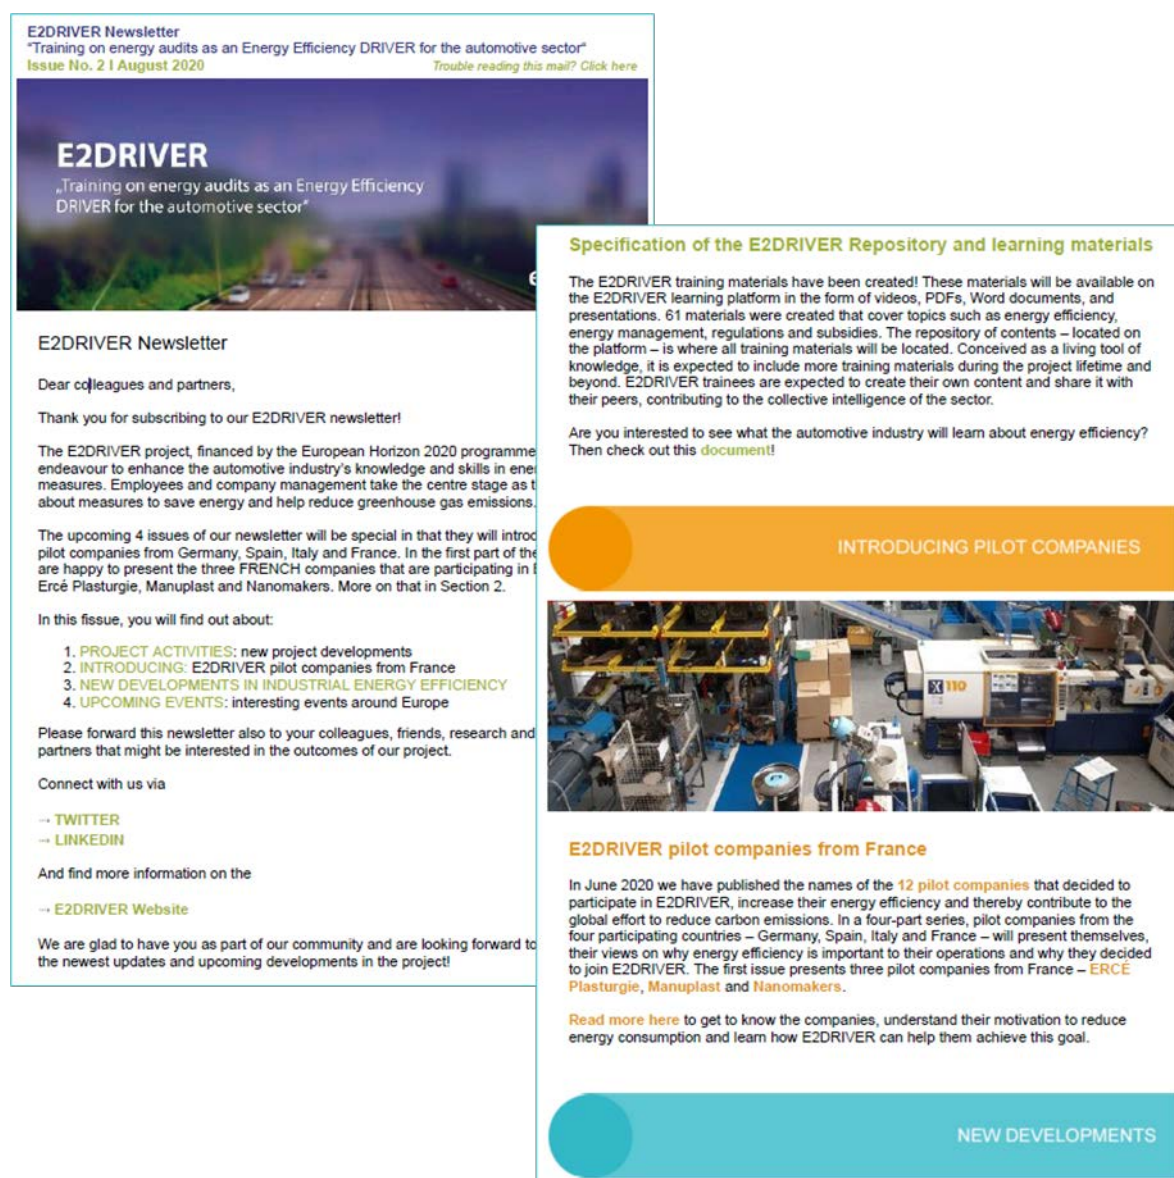 E2DRIVER Newsletter
"Training on energy audits as an Energy Efficiency DRIVER for the automotive sector"
Issue No. 2 I August 2020
Trouble reading this mail? Click here
E2DRIVER
„Training on energy audits as an Energy Efficiency
DRIVER for the automotive sector"
E2DRIVER Newsletter
Dear colleagues and partners,
Thank you for subscribing to our E2DRIVER newsletter!
The E2DRIVER project, financed by the European Horizon 2020 programme
endeavour to enhance the automotive industry's knowledge and skills in
measures. Employees and company management take the centre stage as
about measures to save energy and help reduce greenhouse gas emissions.
The upcoming 4 issues of our newsletter will be special in that they will
pilot companies from Germany, Spain, Italy and France. In the first part of the
are happy to present the three FRENCH companies that are participating in
Ercé Plasturgie, Manuplast and Nanomakers. More on that in Section 2.
In this fissue, you will find out about:
1. PROJECT ACTIVITIES: new project developments
2. INTRODUCING: E2DRIVER pilot companies from France
3. NEW DEVELOPMENTS IN INDUSTRIAL ENERGY EFFICIENCY
4. UPCOMING EVENTS: interesting events around Europe
Please forward this newsletter also to your colleagues, friends, research and
partners that might be interested in the outcomes of our project.
Connect with us via
→ TWITTER
→ LINKEDIN
And find more information on the
→ E2DRIVER Website
We are glad to have you as part of our community and are looking forward to
the newest updates and upcoming developments in the project!
Specification of the E2DRIVER Repository and learning materials
The E2DRIVER training materials have been created! These materials will be available on
the E2DRIVER learning platform in the form of videos, PDFs, Word documents, and
presentations. 61 materials were created that cover topics such as energy efficiency,
energy management, regulations and subsidies. The repository of contents – located on
the platform – is where all training materials will be located. Conceived as a living tool of
knowledge, it is expected to include more training materials during the project lifetime and
beyond. E2DRIVER trainees are expected to create their own content and share it with
their peers, contributing to the collective intelligence of the sector.
Are you interested to see what the automotive industry will learn about energy efficiency?
Then check out this document!
INTRODUCING PILOT COMPANIES
X 110
E2DRIVER pilot companies from France
In June 2020 we have published the names of the 12 pilot companies that decided to
participate in E2DRIVER, increase their energy efficiency and thereby contribute to the
global effort to reduce carbon emissions. In a four-part series, pilot companies from the
four participating countries – Germany, Spain, Italy and France – will present themselves,
their views on why energy efficiency is important to their operations and why they decided
to join E2DRIVER. The first issue presents three pilot companies from France – ERCÉ
Plasturgie, Manuplast and Nanomakers.
Read more here to get to know the companies, understand their motivation to reduce
energy consumption and learn how E2DRIVER can help them achieve this goal.
NEW DEVELOPMENTS